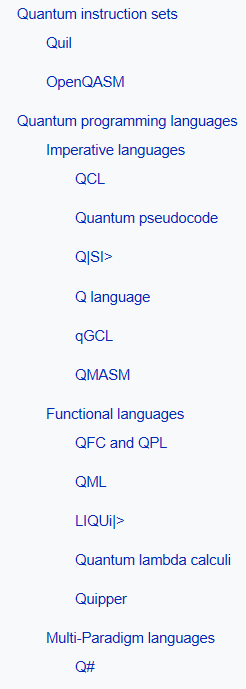 Quantum instruction sets
Quil
OpenQASM
Quantum programming languages
Imperative languages
QCL
Quantum pseudocode
Q|SI>
Q language
qGCL
QMASM
Functional languages
QFC and QPL
QML
LIQUi|>
Quantum lambda calculi
Quipper
Multi-Paradigm languages
Q#